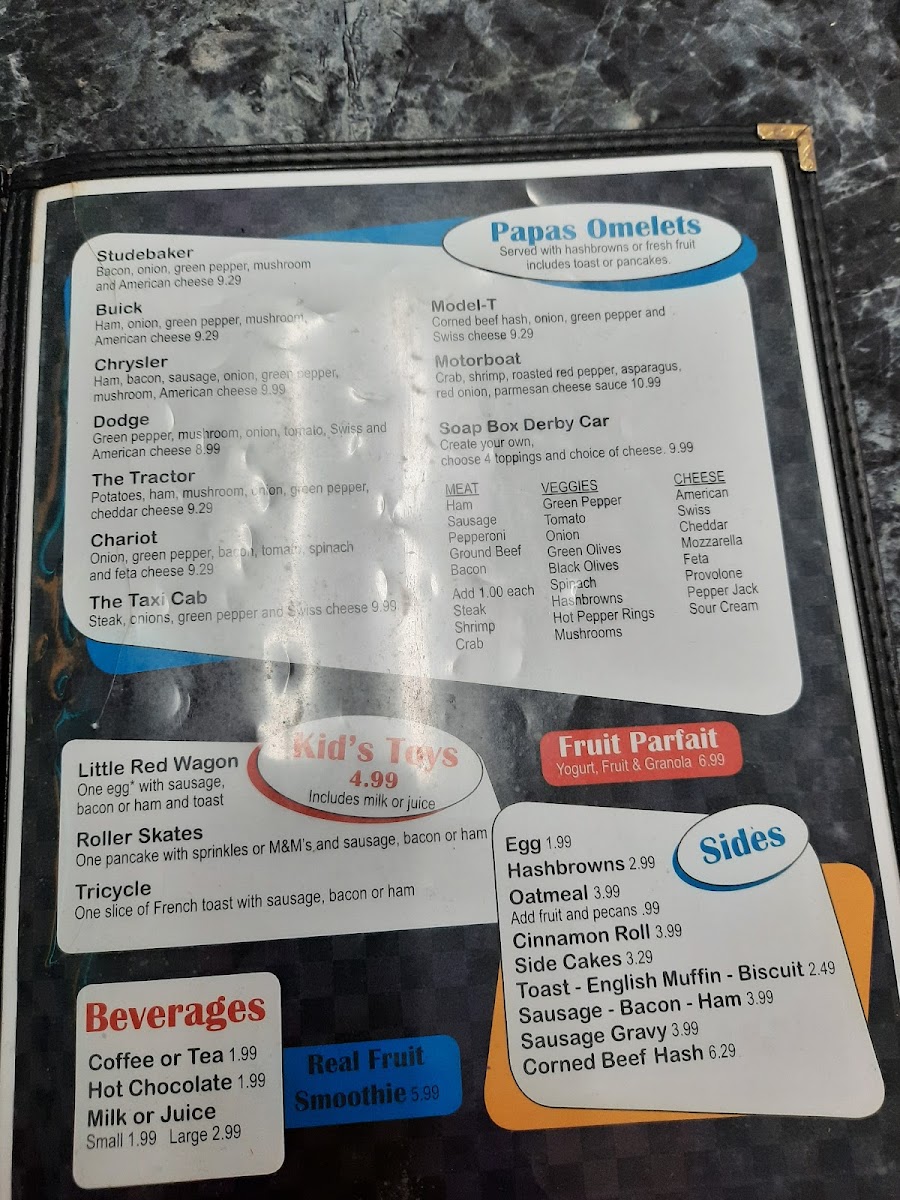 Papas Omelets
Served with hashbrowns or fresh fruit
includes toast or pancakes.
Studebaker
Bacon, onion, green pepper, mushroom
and American cheese 9.29
Buick
Ham, onion, green pepper, mushroom,
American cheese 9.29
Chrysler
Ham, bacon, sausage, onion, green pepper,
mushroom, American cheese 9.99
Dodge
Green pepper, mushroom, onion, tomato, Swiss and
American cheese 8.99
The Tractor
Potatoes, ham, mushroom, onion, green pepper,
cheddar cheese 9.29
Chariot
Onion, green pepper, bacon, tomato, spinach
and feta cheese 9.29
The Taxi Cab
Steak, onions, green pepper and Swiss cheese 9.99
Model-T
Corned beef hash, onion, green pepper and
Swiss cheese 9.29
Motorboat
Crab, shrimp, roasted red pepper, asparagus,
red onion, parmesan cheese sauce 10.99
Soap Box Derby Car
Create your own,
choose 4 toppings and choice of cheese. 9.99
MEAT
Ham
Sausage
Pepperoni
Ground Beef
Bacon
Add 1.00 each
Steak
Shrimp
Crab
VEGGIES
Green Pepper
Tomato
Onion
Green Olives
Black Olives
Spinach
Hashbrowns
Hot Pepper Rings
Mushrooms
CHEESE
American
Swiss
Cheddar
Mozzarella
Feta
Provolone
Pepper Jack
Sour Cream
Kid's Toys
4.99
Includes milk or juice
Little Red Wagon
One egg* with sausage,
bacon or ham and toast
Roller Skates
One pancake with sprinkles or M&M's and sausage, bacon or ham
Tricycle
One slice of French toast with sausage, bacon or ham
Fruit Parfait
Yogurt, Fruit & Granola 6.99
Sides
Egg 1.99
Hashbrowns 2.99
Oatmeal 3.99
Add fruit and pecans .99
Cinnamon Roll 3.99
Side Cakes 3.29
Toast - English Muffin - Biscuit 2.49
Sausage - Bacon - Ham 3.99
Sausage Gravy 3.99
Corned Beef Hash 6.29
Beverages
Coffee or Tea 1.99
Hot Chocolate 1.99
Milk or Juice
Small 1.99 Large 2.99
Real Fruit
Smoothie 5.99